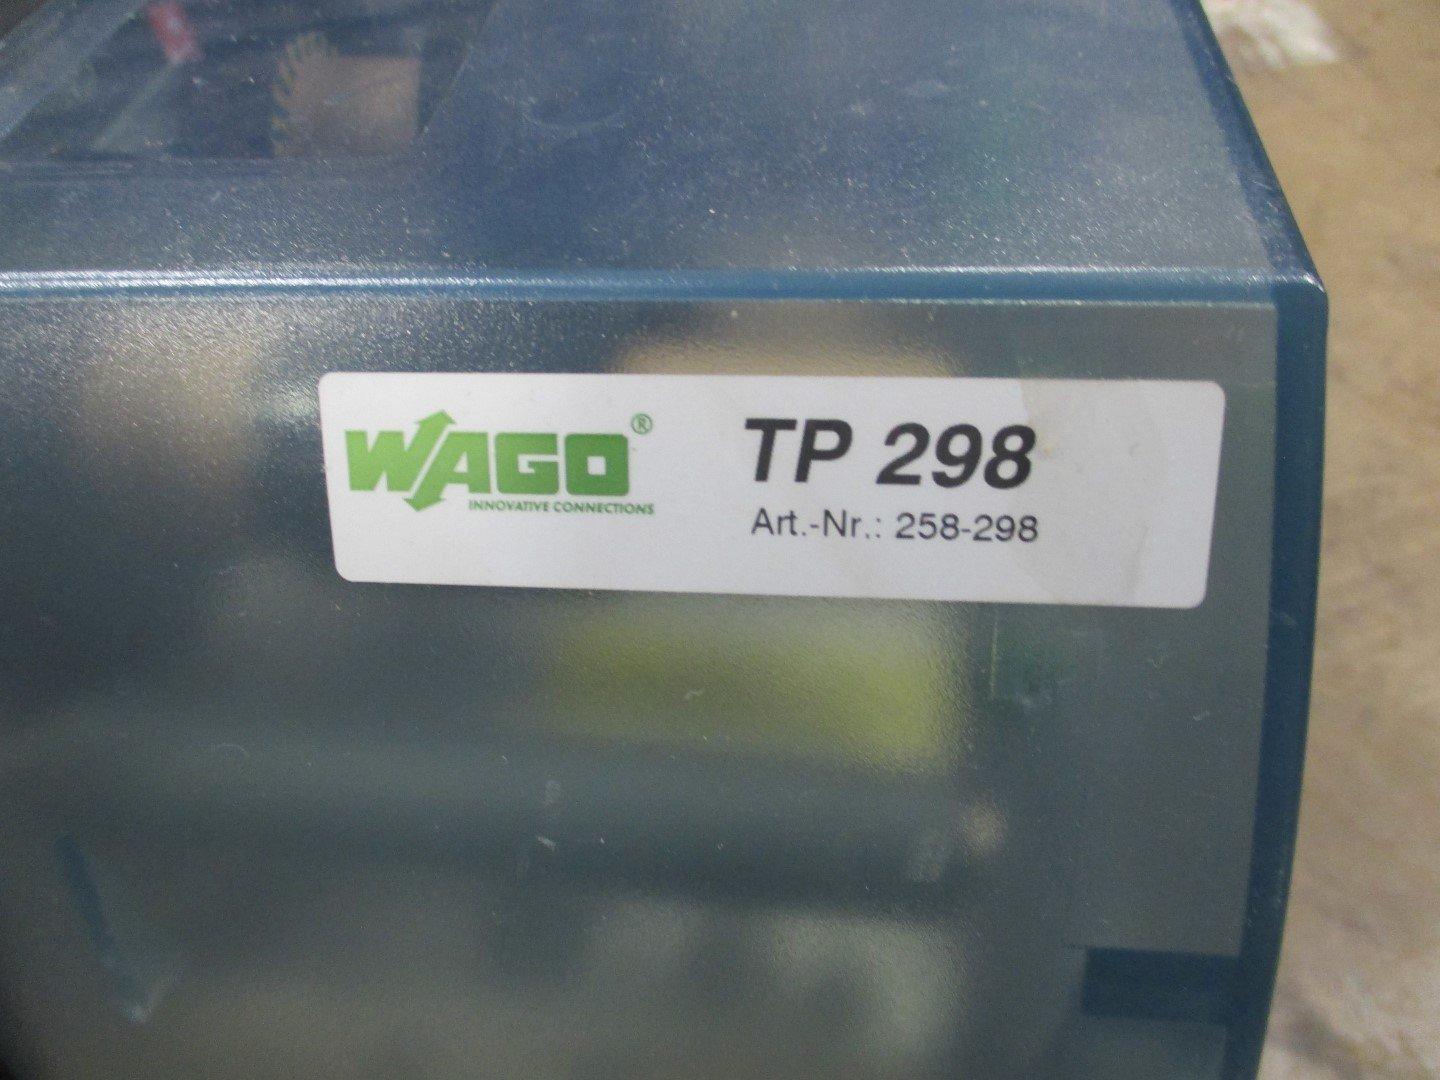 WAGO®
INNOVATIVE CONNECTIONS
TP 298
Art.-Nr.: 258-298